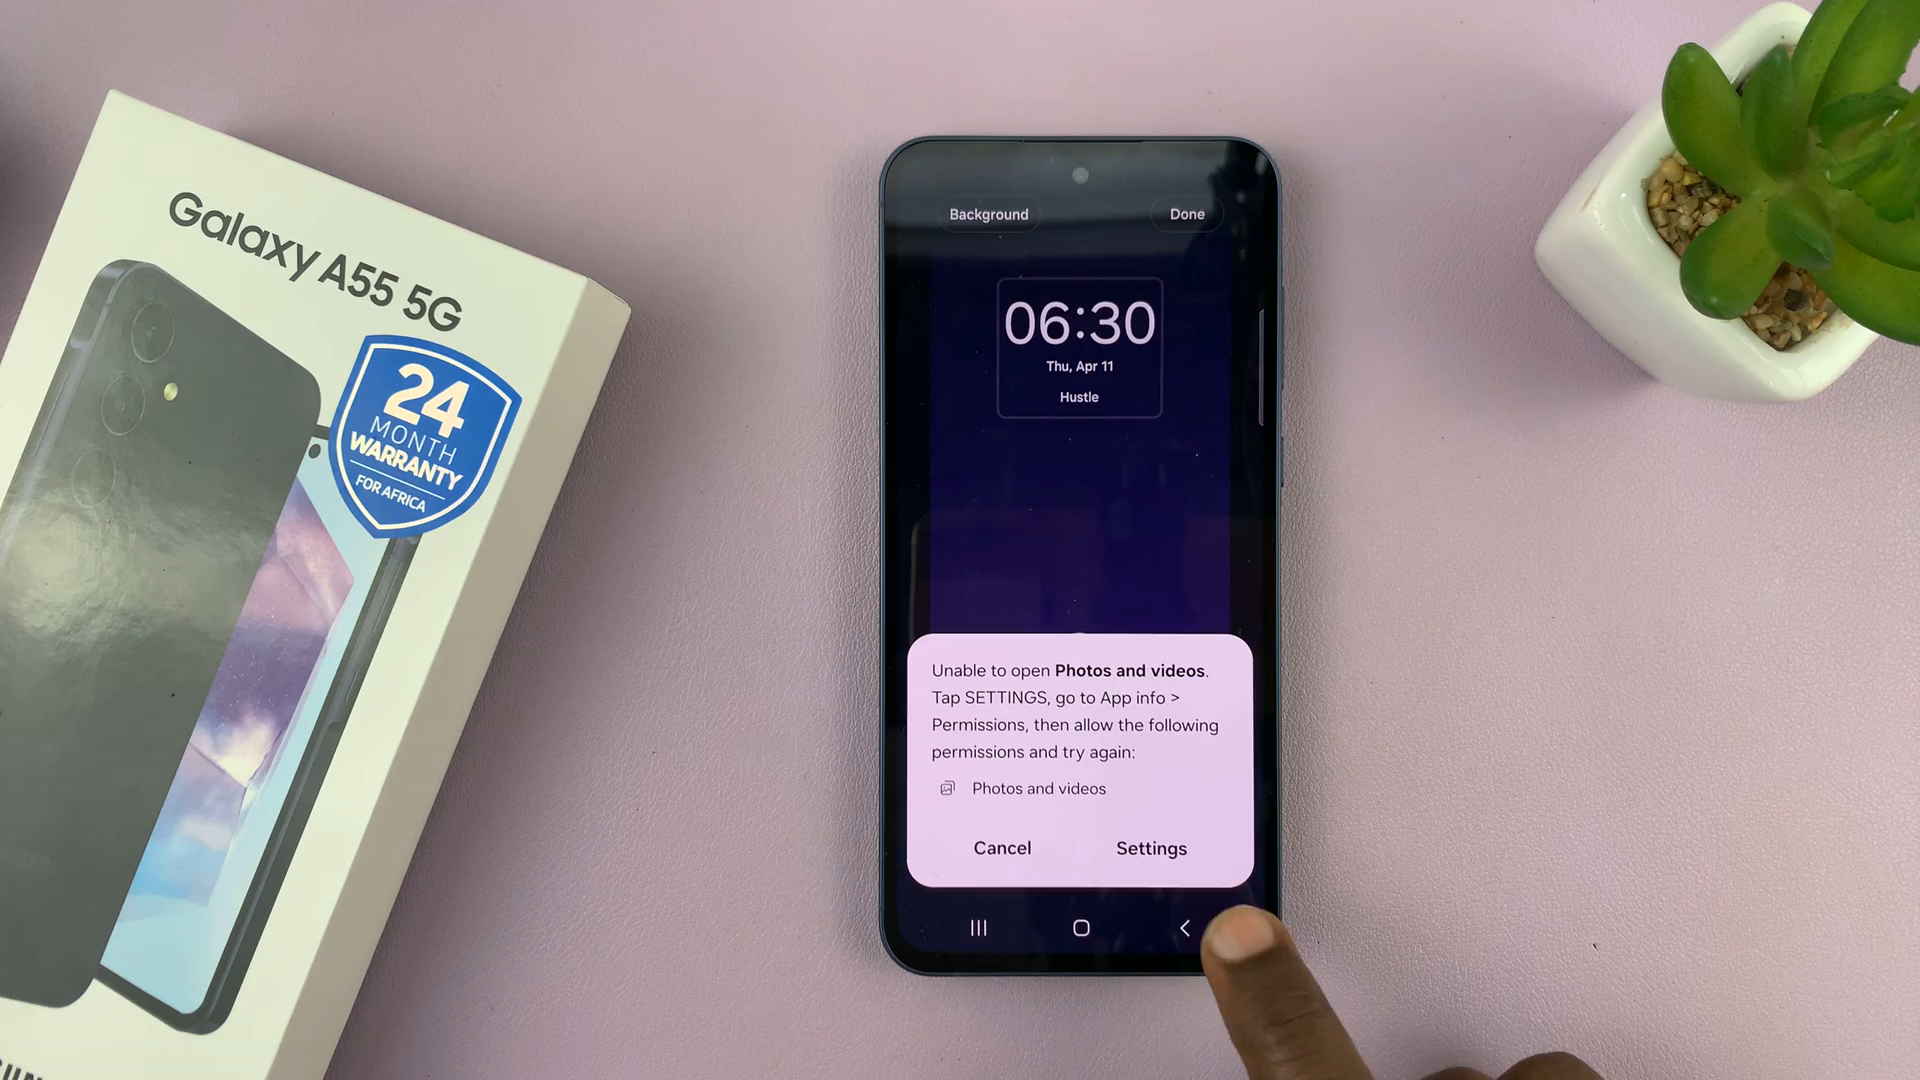 Galaxy A55 5G
24
MONTH
WARRANTY
FOR AFRICA
Background
Done
06:30
Thu, Apr 11
Hustle
Unable to open Photos and videos.
Tap SETTINGS, go to App info >
Permissions, then allow the following
permissions and try again:
Photos and videos
Cancel
Settings